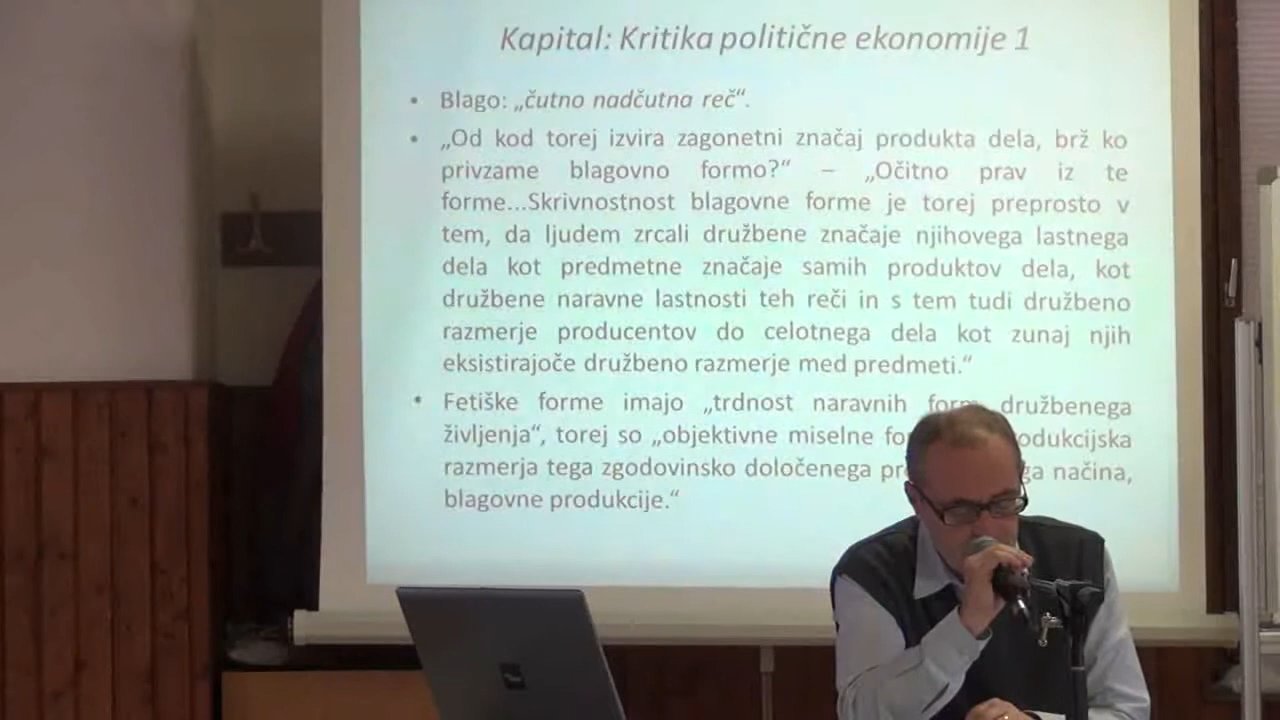 Kapital: Kritika politične ekonomije 1
• Blago: „čutno nadčutna reč“.
• „Od kod torej izvira zagonetni značaj produkta dela, brž ko
privzame blagovno formo?“ – „Očitno prav iz te
forme...Skrivnostnost blagovne forme je torej preprosto v
tem, da ljudem zrcali družbene značaje njihovega lastnega
dela kot predmetne značaje samih produktov dela, kot
družbene naravne lastnosti teh reči in s tem tudi družbeno
razmerje producentov do celotnega dela kot zunaj njih
eksistirajoče družbeno razmerje med predmeti.“
• Fetiške forme imajo „trdnost naravnih form družbenega
življenja“, torej so „objektivne miselne
razmerja tega zgodovinsko določenega načina,
blagovne produkcije.“